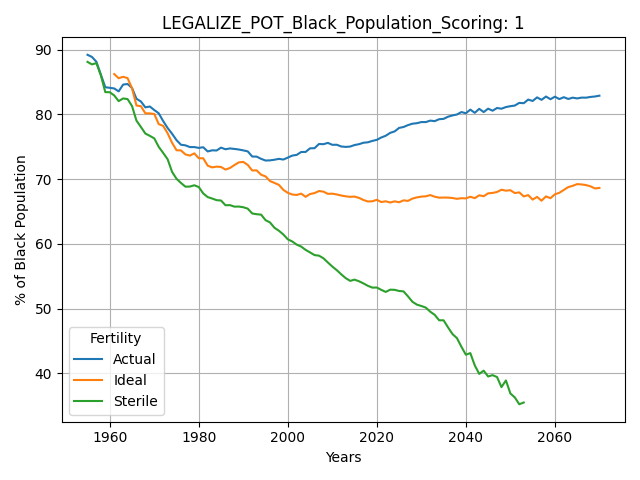 LEGALIZE_POT_Black_Population_Scoring: 1
% of Black Population
90
80
70
60
50
40
Fertility
Actual
Ideal
Sterile
1960 1980 2000 2020 2040 2060
Years